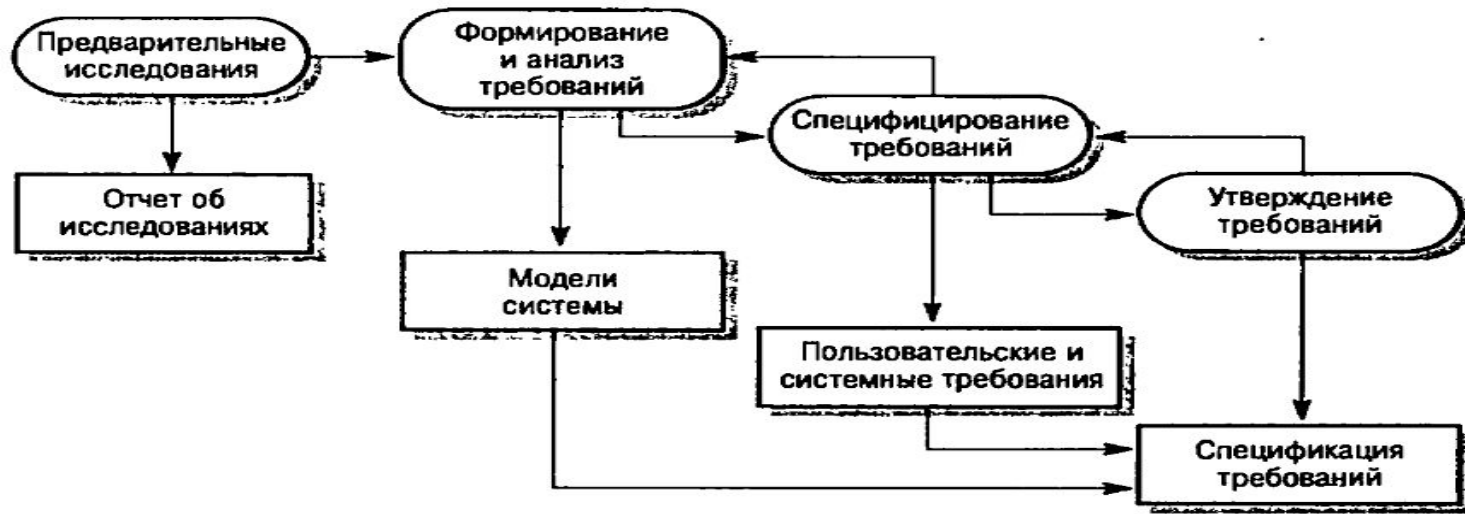 Предварительные
исследования
Формирование
и анализ
требований
Специфицирование
требований
Утверждение
требований
Отчет об
исследованиях
Модели
системы
Пользовательские и
системные требования
Спецификация
требований